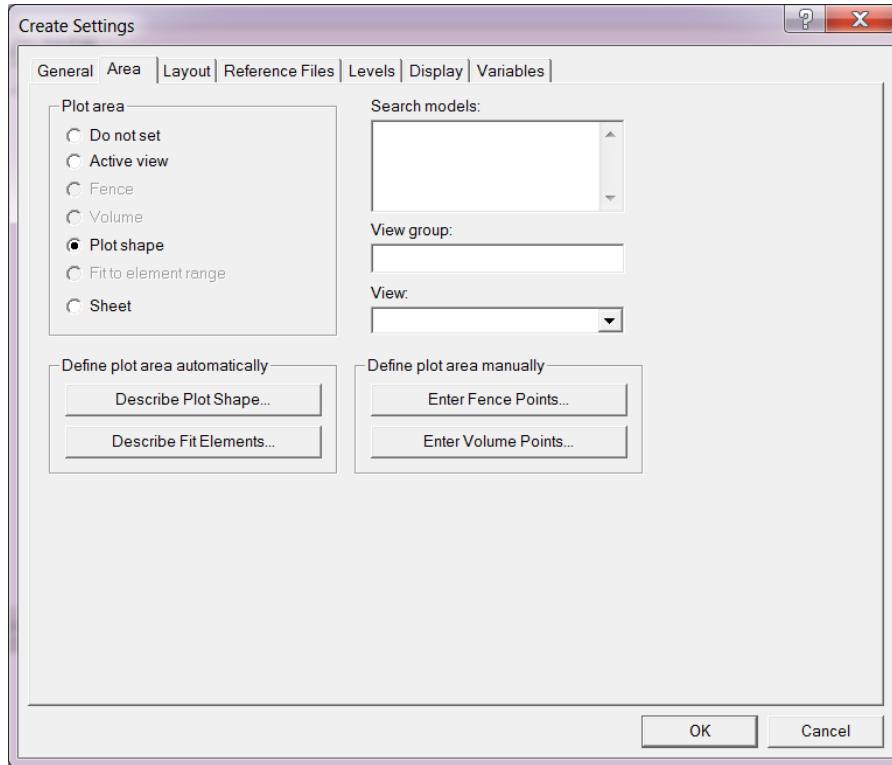 Create Settings
General Area Layout Reference Files Levels Display Variables
Plot area
Do not set
Active view
Fence
Volume
Plot shape
Fit to element range
Sheet
Search models:
View group:
View:
Define plot area automatically
Describe Plot Shape...
Describe Fit Elements...
Define plot area manually
Enter Fence Points...
Enter Volume Points...
OK Cancel